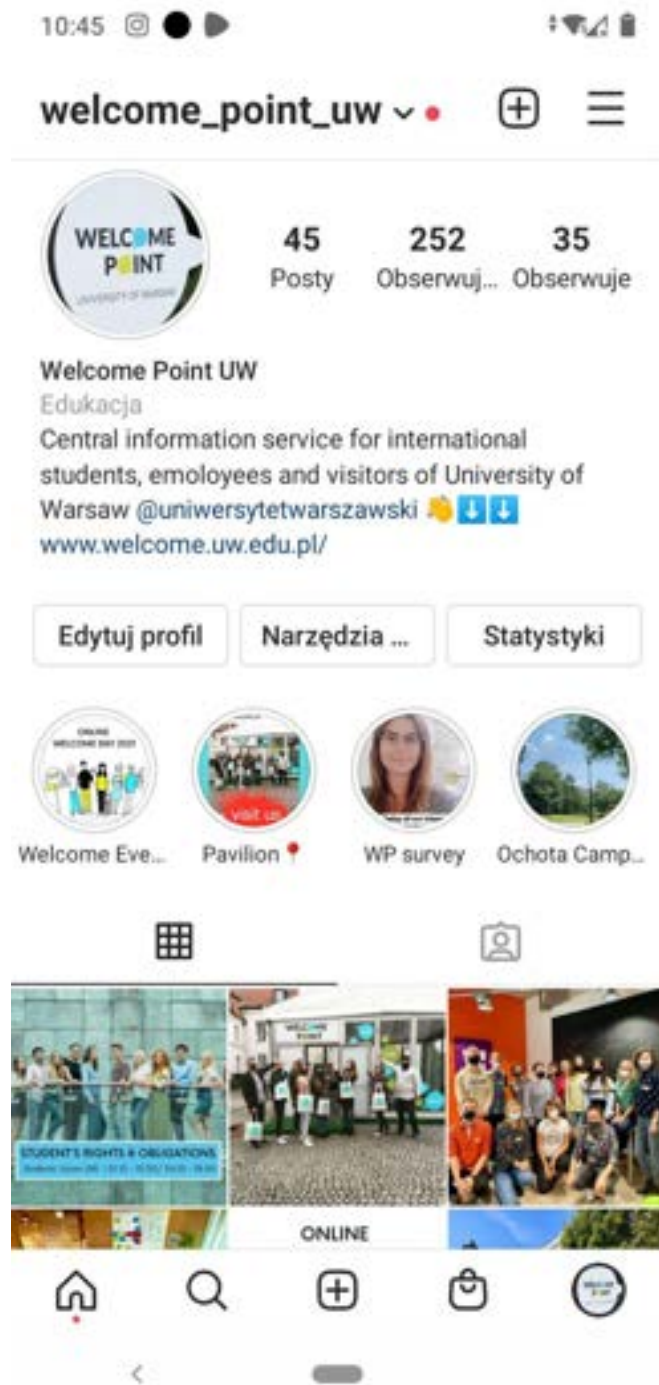 10:45
welcome_point_uw
WELCOME
POINT
UNIVERSITY OF WARSAW
45
Posty
252
Obserwuj...
35
Obserwuje
Welcome Point UW
Edukacja
Central information service for international
students, emoloyees and visitors of University of
Warsaw @uniwersytetwarszawski
www.welcome.uw.edu.pl/
Edytuj profil
Narzędzia ...
Statystyki
ONLINE
WELCOME DAY 2021
visit us
Welcome Eve...
Pavilion
WP survey
Ochota Camp...
STUDENT'S RIGHTS & OBLIGATIONS
WELCOME
POINT
ONLINE